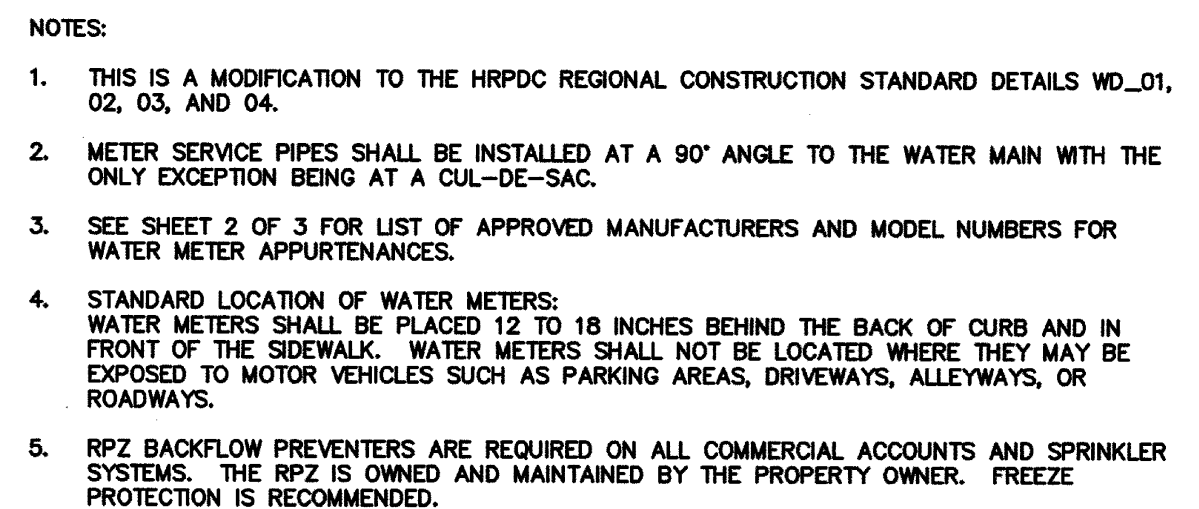 NOTES:
1. THIS IS A MODIFICATION TO THE HRPDC REGIONAL CONSTRUCTION STANDARD DETAILS WD_01,
02, 03, AND 04.
2. METER SERVICE PIPES SHALL BE INSTALLED AT A 90° ANGLE TO THE WATER MAIN WITH THE
ONLY EXCEPTION BEING AT A CUL-DE-SAC.
3. SEE SHEET 2 OF 3 FOR LIST OF APPROVED MANUFACTURERS AND MODEL NUMBERS FOR
WATER METER APPURTENANCES.
4. STANDARD LOCATION OF WATER METERS:
WATER METERS SHALL BE PLACED 12 TO 18 INCHES BEHIND THE BACK OF CURB AND IN
FRONT OF THE SIDEWALK. WATER METERS SHALL NOT BE LOCATED WHERE THEY MAY BE
EXPOSED TO MOTOR VEHICLES SUCH AS PARKING AREAS, DRIVEWAYS, ALLEYWAYS, OR
ROADWAYS.
5. RPZ BACKFLOW PREVENTERS ARE REQUIRED ON ALL COMMERCIAL ACCOUNTS AND SPRINKLER
SYSTEMS. THE RPZ IS OWNED AND MAINTAINED BY THE PROPERTY OWNER. FREEZE
PROTECTION IS RECOMMENDED.